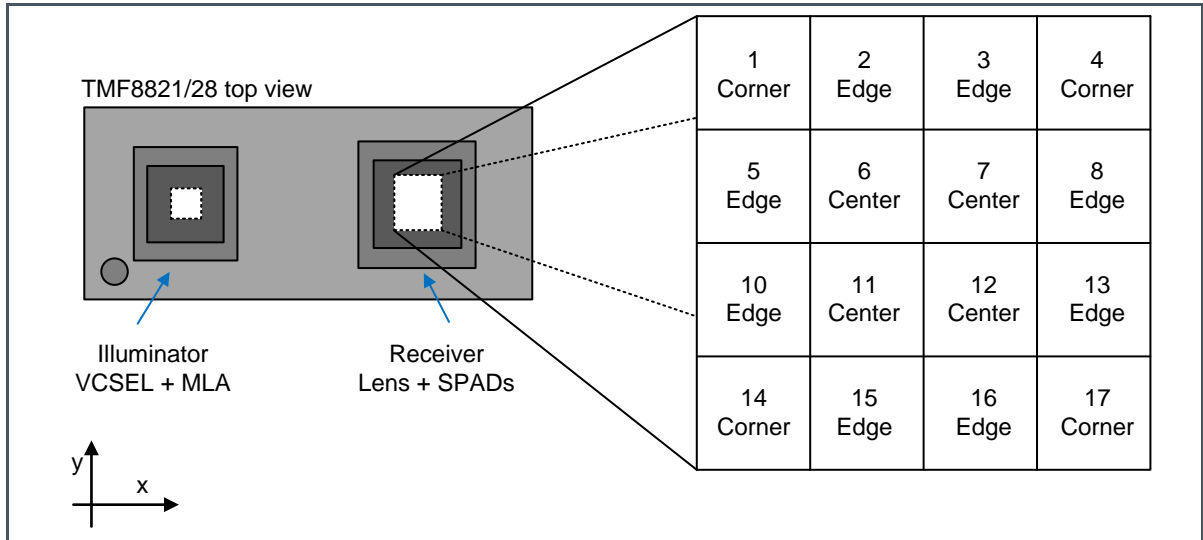 TMF8821/28 top view
Illuminator
VCSEL + MLA
Receiver
Lens + SPADs
y
x
1
Corner
2
Edge
3
Edge
4
Corner
5
Edge
6
Center
7
Center
8
Edge
10
Edge
11
Center
12
Center
13
Edge
14
Corner
15
Edge
16
Edge
17
Corner